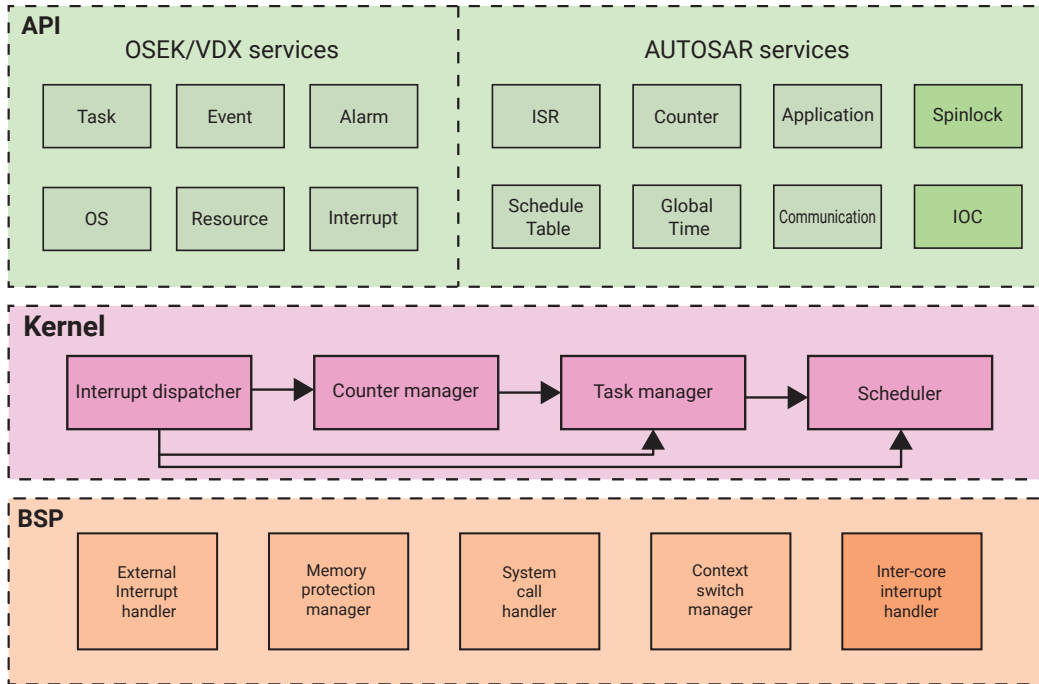 API
OSEK/VDX services
AUTOSAR services
Task
Event
Alarm
ISR
Counter
Application
Spinlock
OS
Resource
Interrupt
Schedule
Table
Global
Time
Communication
IOC
Kernel
Interrupt dispatcher
Counter manager
Task manager
Scheduler
BSP
External
Interrupt
handler
Memory
protection
manager
System
call
handler
Context
switch
manager
Inter-core
interrupt
handler